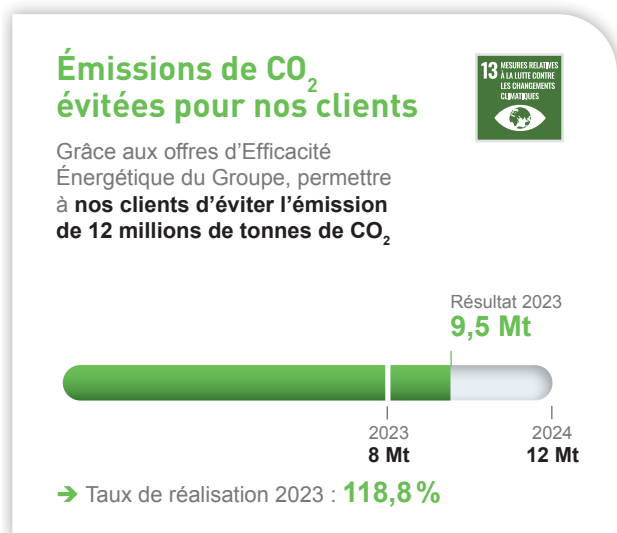 Émissions de CO₂
évitées pour nos clients
13 MESURES RELATIVES
À LA LUTTE CONTRE
LES CHANGEMENTS
CLIMATIQUES
Grâce aux offres d’Efficacité
Énergétique du Groupe, permettre
à nos clients d’éviter l’émission
de 12 millions de tonnes de CO₂
Résultat 2023
9,5 Mt
2023
8 Mt
2024
12 Mt
➔ Taux de réalisation 2023 : 118,8 %